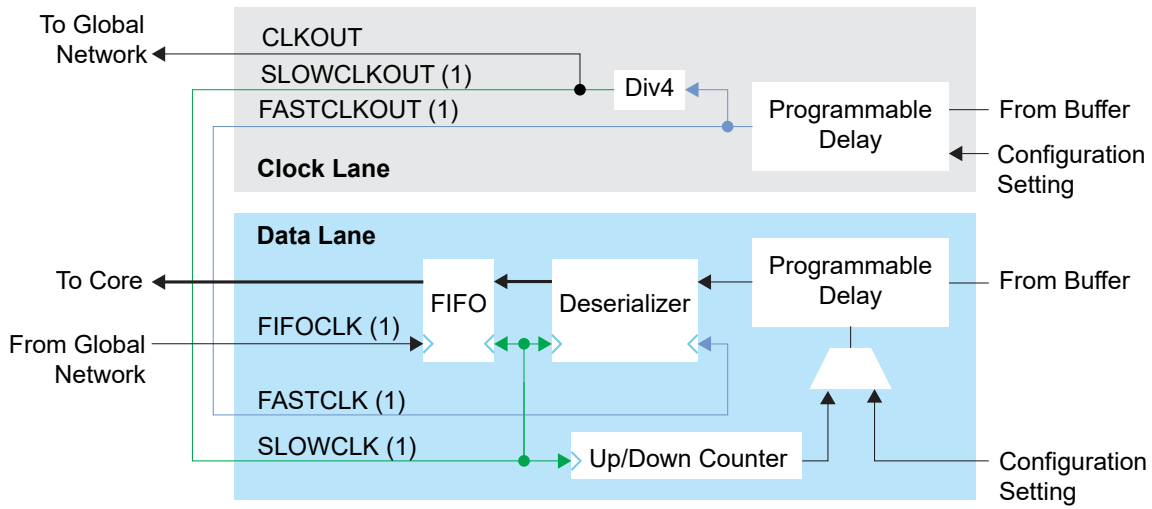 To Global
Network
CLKOUT
SLOWCLKOUT (1)
FASTCLKOUT (1)
Div4
Programmable
Delay
From Buffer
Configuration
Setting
Clock Lane
Data Lane
To Core
FIFO
Deserializer
Programmable
Delay
From Buffer
FIFOCLK (1)
From Global
Network
FASTCLK (1)
SLOWCLK (1)
Up/Down Counter
Configuration
Setting